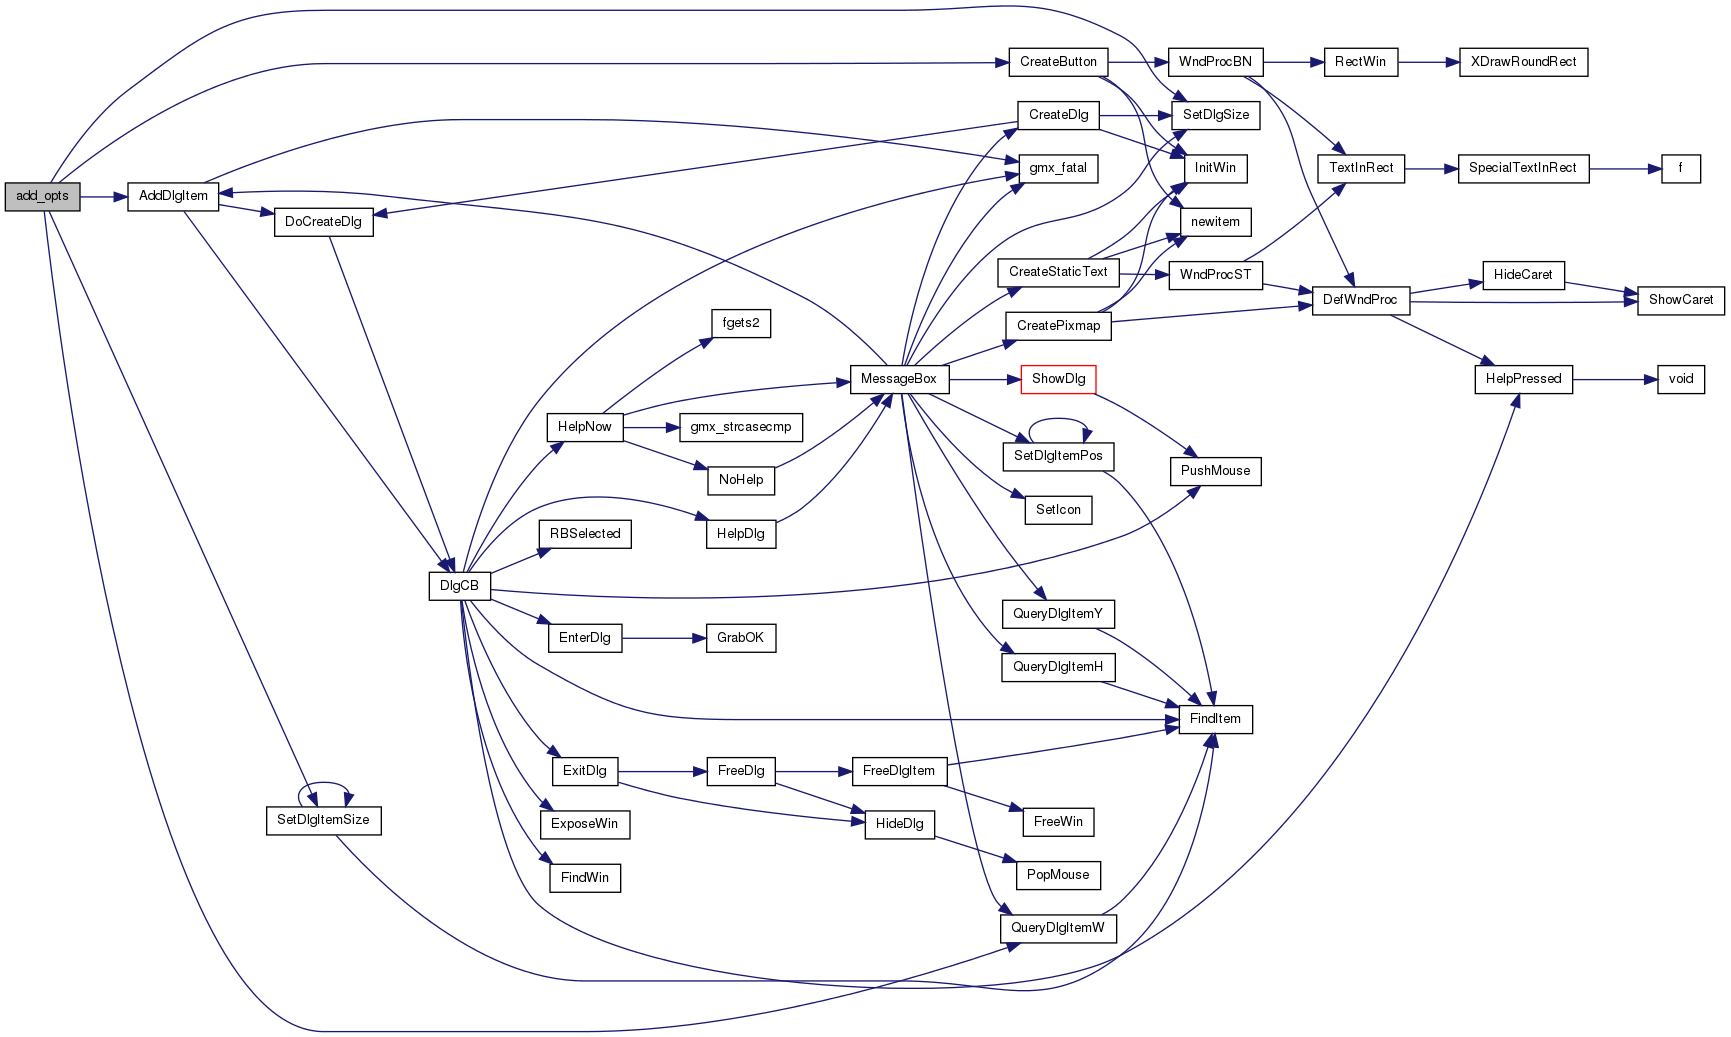 add_opts
AddDlgItem
DoCreateDlg
SetDlgItemSize
DlgCB
HelpNow
RBSelected
EnterDlg
ExitDlg
ExposeWin
FindWin
fgets2
gmx_strcasecmp
NoHelp
HelpDlg
GrabOK
FreeDlg
MessageBox
FreeDlgItem
HideDlg
CreateButton
CreateDlg
gmx_fatal
CreateStaticText
CreatePixmap
ShowDlg
SetDlgItemPos
SetIcon
QueryDlgItemY
QueryDlgItemH
FreeWin
PopMouse
QueryDlgItemW
WndProcBN
SetDlgSize
InitWin
newitem
WndProcST
PushMouse
FindItem
RectWin
TextInRect
DefWndProc
XDrawRoundRect
SpecialTextInRect
HideCaret
HelpPressed
f
ShowCaret
void